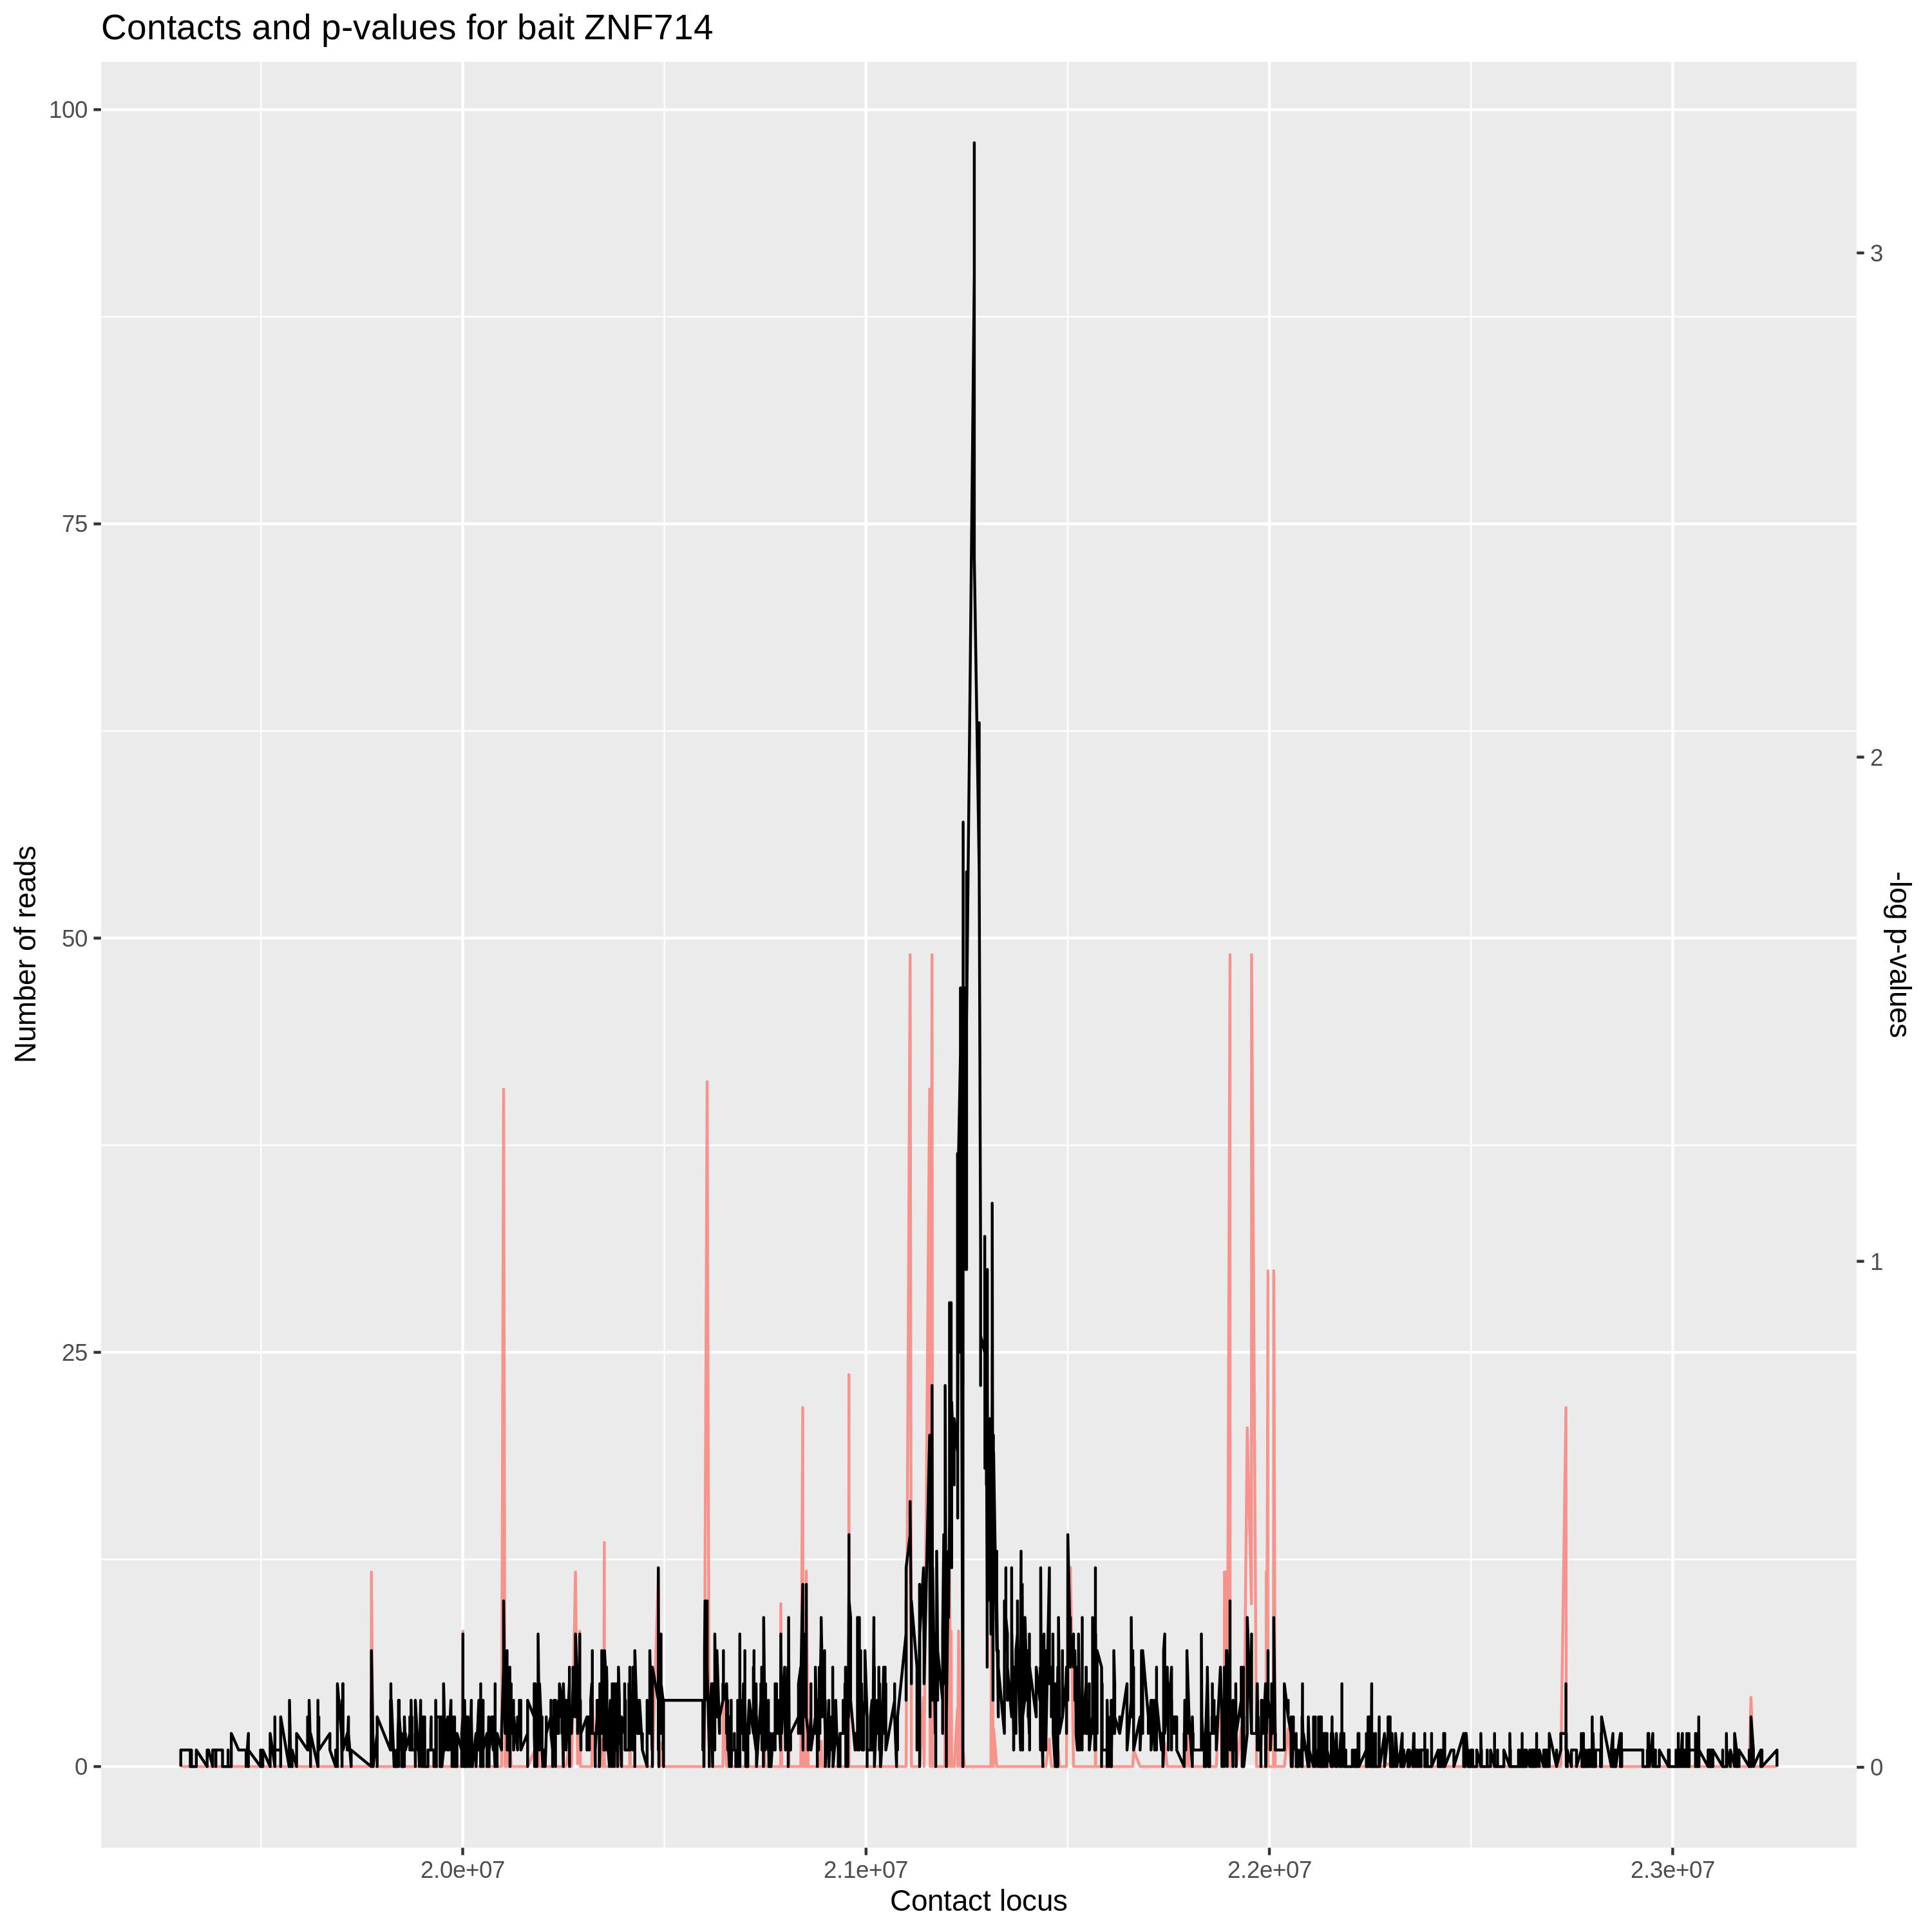 Contacts and p-values for bait ZNF714
100
75
50
25
0
Number of reads
3
2
1
0
-log p-values
2.0e+07
2.1e+07
2.2e+07
2.3e+07
Contact locus